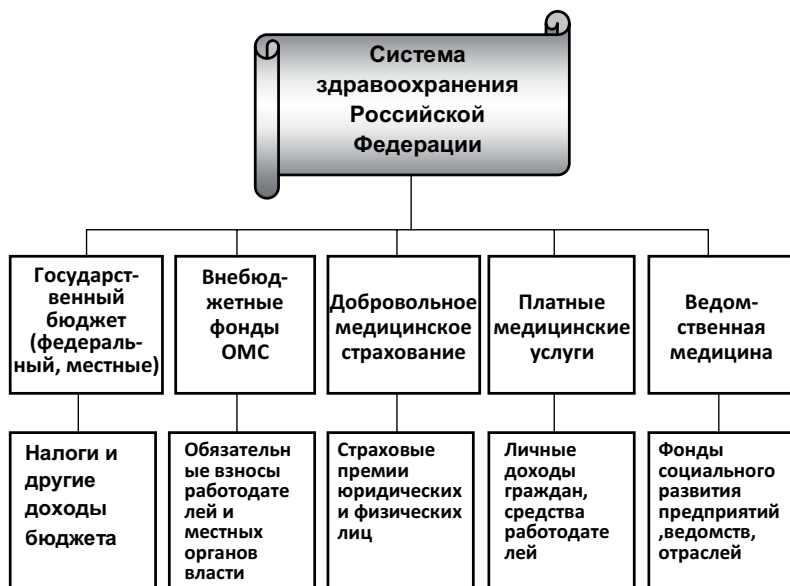 Система
здравоохранения
Российской
Федерации
Государст-
венный
бюджет
(федераль-
ный, местные)
Внебюд-
жетные
фонды
ОМС
Добровольное
медицинское
страхование
Платные
медицинские
услуги
Ведом-
ственная
медицина
Налоги и
другие
доходы
бюджета
Обязательн
ые взносы
работодате
лей и
местных
органов
власти
Страховые
премии
юридических
и физических
лиц
Личные
доходы
граждан,
средства
работодате
лей
Фонды
социального
развития
предприятий
,ведомств,
отраслей